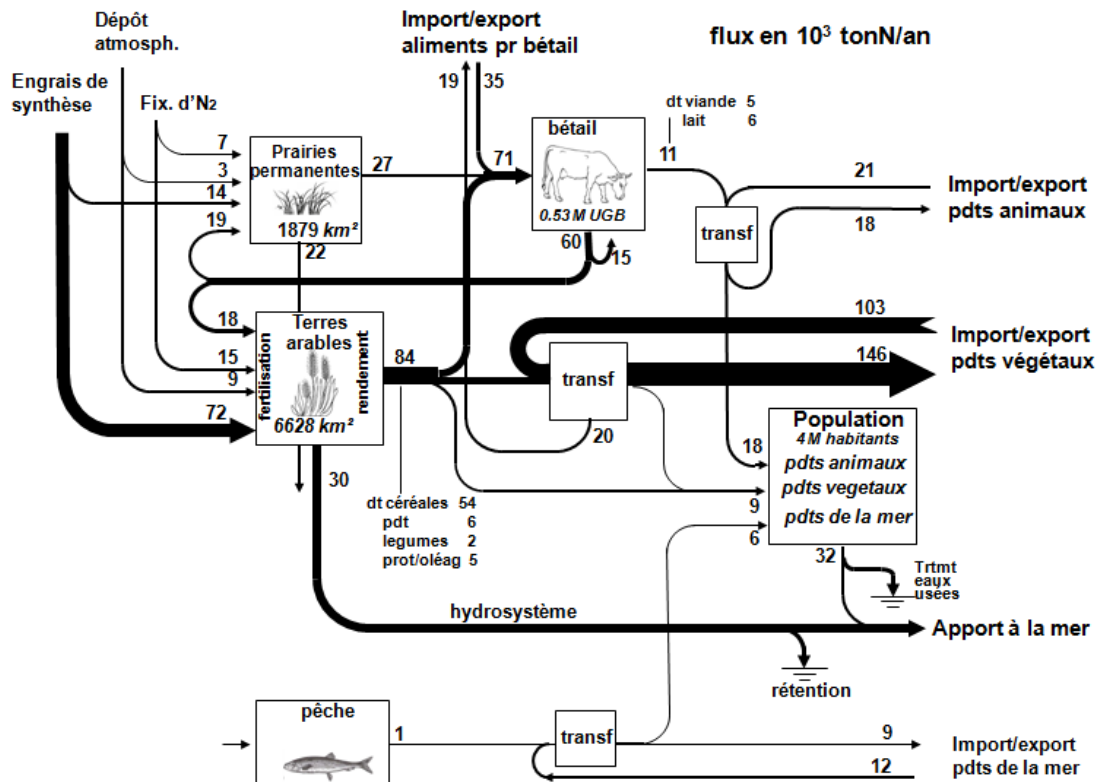 Dépôt
atmosph.
Import/export
aliments pr bétail
flux en 10³ tonN/an
Engrais de
synthèse
Fix. d'N₂
19
35
dt viande 5
lait 6
bétail
11
7
3
14
19
Prairies
permanentes
1879 km²
27
71
0.53 M UGB
21
Import/export
pdts animaux
18
transf
22
60
15
18
15
9
72
fertilisation
Terres
arables
rendement
6628 km²
84
transf
103
Import/export
pdts végétaux
146
20
Population
4 M habitants
18
pdts animaux
pdts vegetaux
9
pdts de la mer
6
30
dt céréales 54
pdt 6
legumes 2
prot/oléag 5
32
Trtmt
eaux
usées
hydrosystème
Apport à la mer
rétention
pêche
1
transf
9
12
Import/export
pdts de la mer